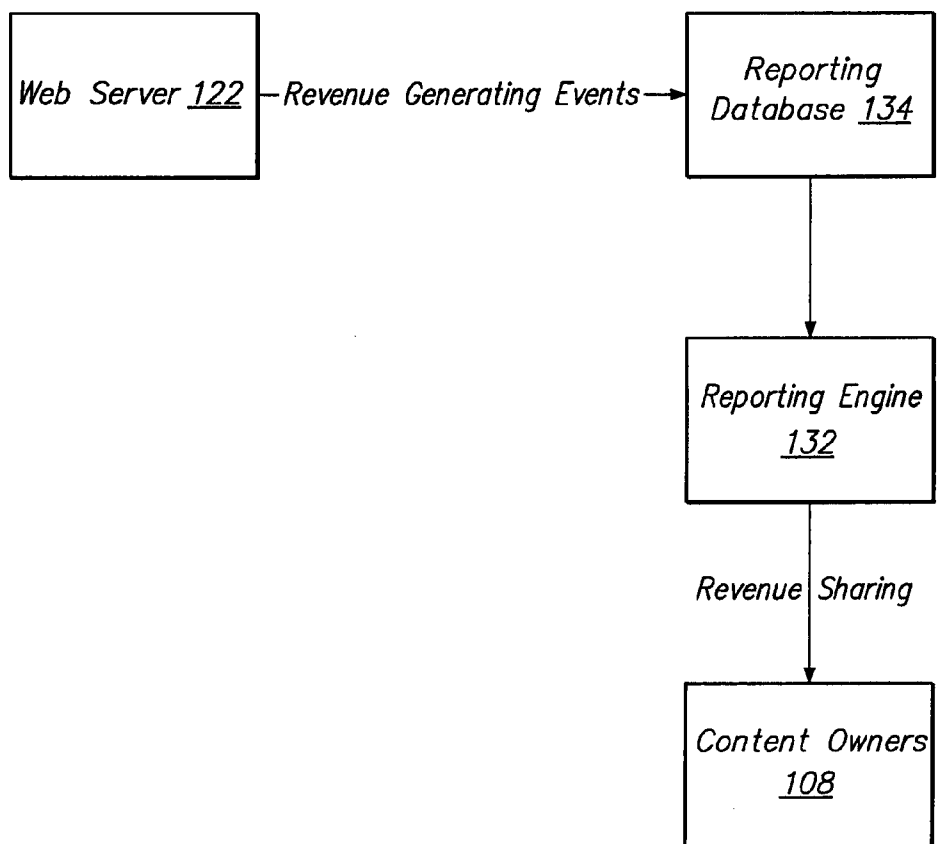 Web Server 122
Revenue Generating Events
Reporting
Database 134
Reporting Engine
132
Revenue Sharing
Content Owners
108